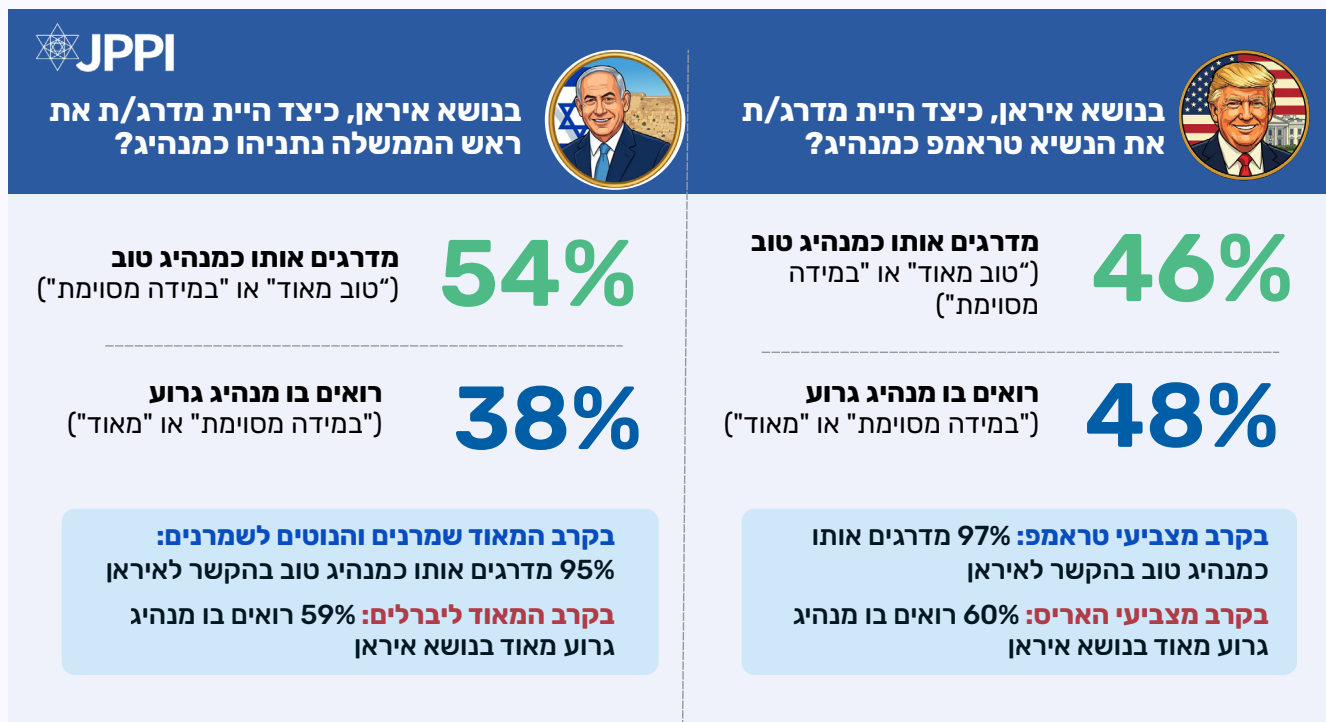 JPPI
בנושא איראן, כיצד היית מדרג/ת
את הנשיא טראמפ כמנהיג?
46%
מדרגים אותו כמנהיג טוב
(“טוב מאוד" או "במידה
מסוימת")
48%
רואים בו מנהיג גרוע
("במידה מסוימת" או "מאוד")
בקרב מצביעי טראמפ: 97% מדרגים אותו
כמנהיג טוב בהקשר לאיראן
בקרב מצביעי האריס: 60% רואים בו מנהיג
גרוע מאוד בנושא איראן
בנושא איראן, כיצד היית מדרג/ת את
ראש הממשלה נתניהו כמנהיג?
54%
מדרגים אותו כמנהיג טוב
(“טוב מאוד" או "במידה מסוימת")
38%
רואים בו מנהיג גרוע
("במידה מסוימת" או "מאוד")
בקרב המאוד שמרנים והנוטים לשמרנים:
95% מדרגים אותו כמנהיג טוב בהקשר לאיראן
בקרב המאוד ליברלים: 59% רואים בו מנהיג
גרוע מאוד בנושא איראן